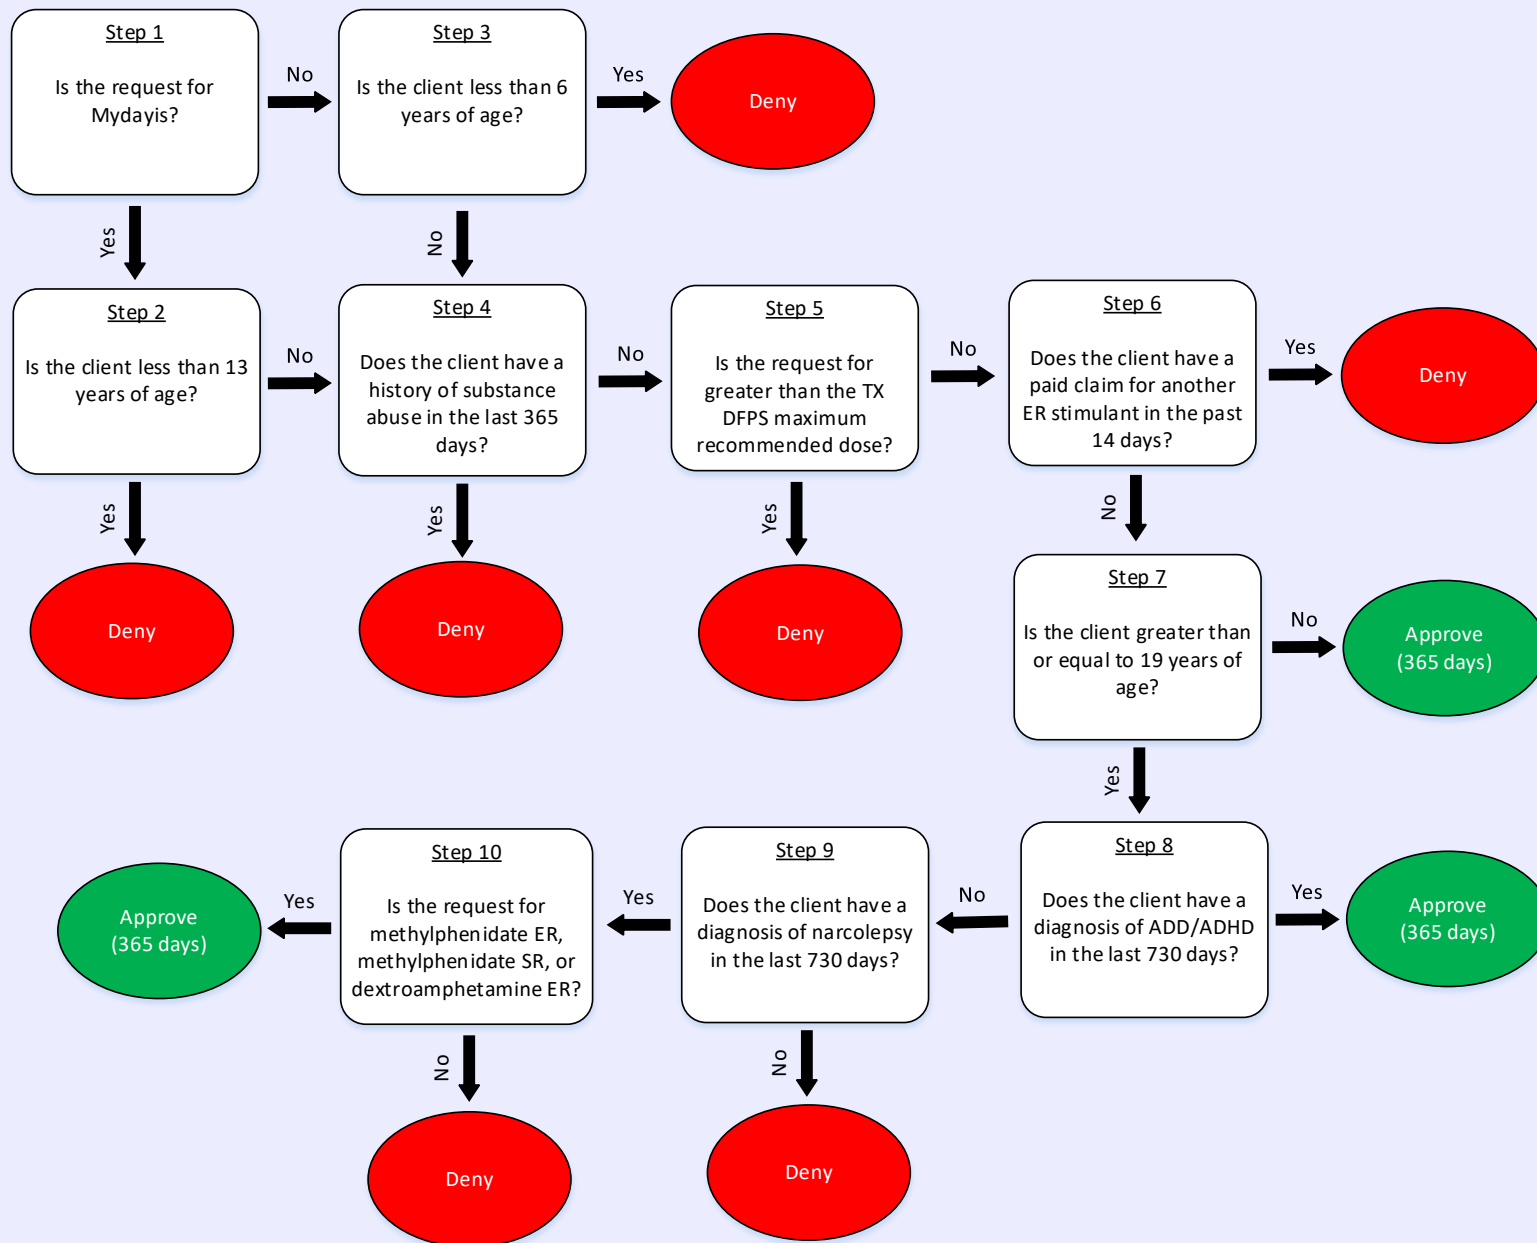 Step 1
Is the request for
Mydayis?
No
Step 3
Is the client less than 6
years of age?
Yes
Deny
Yes
No
Step 2
Is the client less than 13
years of age?
No
Step 4
Does the client have a
history of substance
abuse in the last 365
days?
No
Step 5
Is the request for
greater than the TX
DFPS maximum
recommended dose?
No
Step 6
Does the client have a
paid claim for another
ER stimulant in the past
14 days?
Yes
Deny
Yes
Yes
Yes
No
Deny
Deny
Deny
Step 7
Is the client greater than
or equal to 19 years of
age?
No
Approve
(365 days)
Yes
Step 8
Does the client have a
diagnosis of ADD/ADHD
in the last 730 days?
Yes
Approve
(365 days)
No
Step 9
Does the client have a
diagnosis of narcolepsy
in the last 730 days?
Yes
Step 10
Is the request for
methylphenidate ER,
methylphenidate SR, or
dextroamphetamine ER?
Yes
Approve
(365 days)
No
No
Deny
Deny